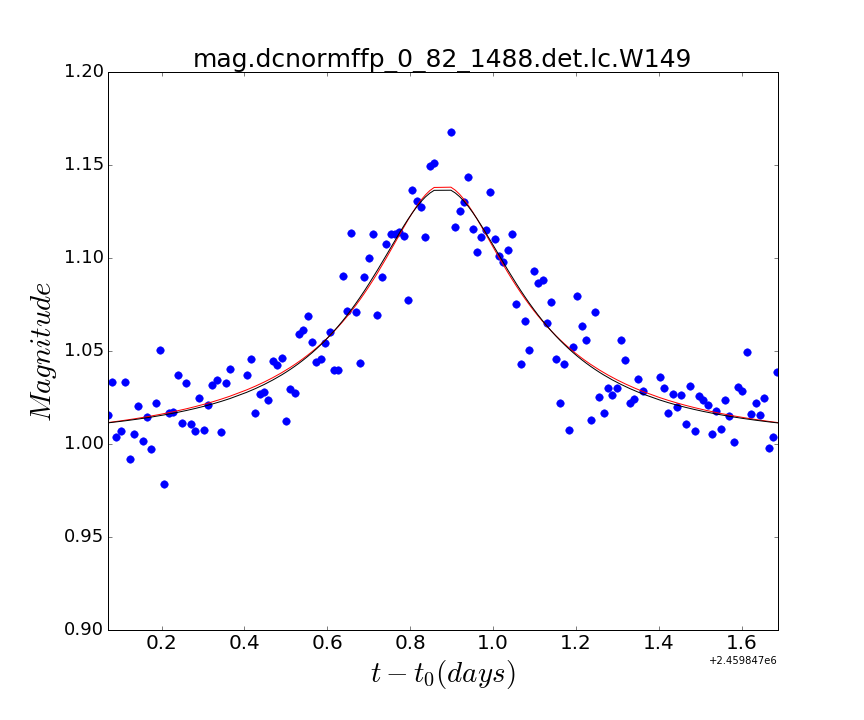 mag.dcnormffp_0_82_1488.det.lc.W149
1.20
1.15
1.10
1.05
1.00
0.95
0.90
Magnitude
0.2 0.4 0.6 0.8 1.0 1.2 1.4 1.6
+2.459847e6
t − t₀(days)